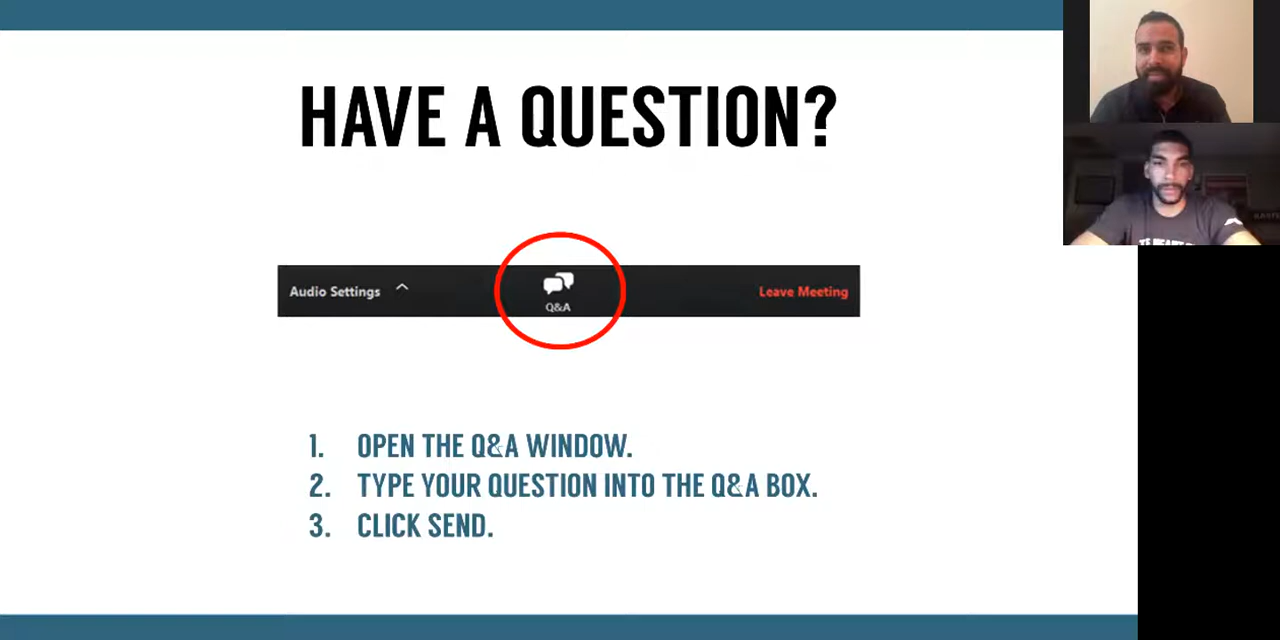 HAVE A QUESTION?
Audio Settings
Q&A
Leave Meeting
1. OPEN THE Q&A WINDOW.
2. TYPE YOUR QUESTION INTO THE Q&A BOX.
3. CLICK SEND.